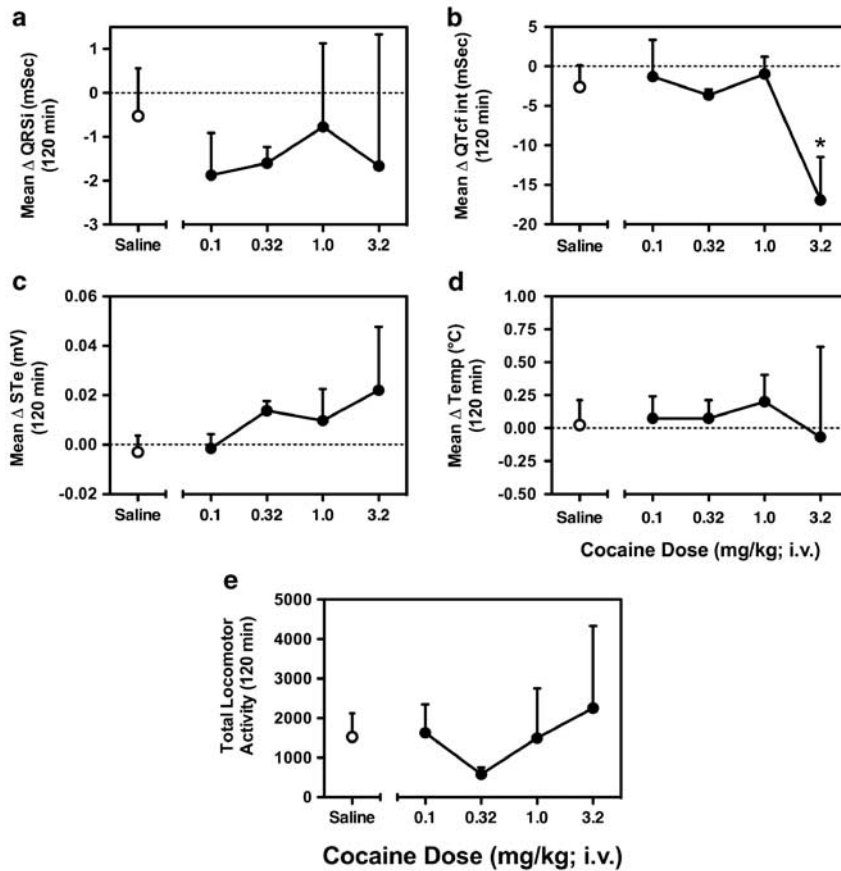 a
Mean Δ QRSi (mSec)
(120 min)
1
0
-1
-2
-3
Saline
0.1
0.32
1.0
3.2
b
Mean Δ QTcf int (mSec)
(120 min)
5
0
-5
-10
-15
-20
*
Saline
0.1
0.32
1.0
3.2
c
Mean Δ STe (mV)
(120 min)
0.06
0.04
0.02
0.00
-0.02
Saline
0.1
0.32
1.0
3.2
d
Mean Δ Temp (°C)
(120 min)
1.00
0.75
0.50
0.25
0.00
-0.25
-0.50
Saline
0.1
0.32
1.0
3.2
Cocaine Dose (mg/kg; i.v.)
e
Total Locomotor
Activity (120 min)
5000
4000
3000
2000
1000
0
Saline
0.1
0.32
1.0
3.2
Cocaine Dose (mg/kg; i.v.)